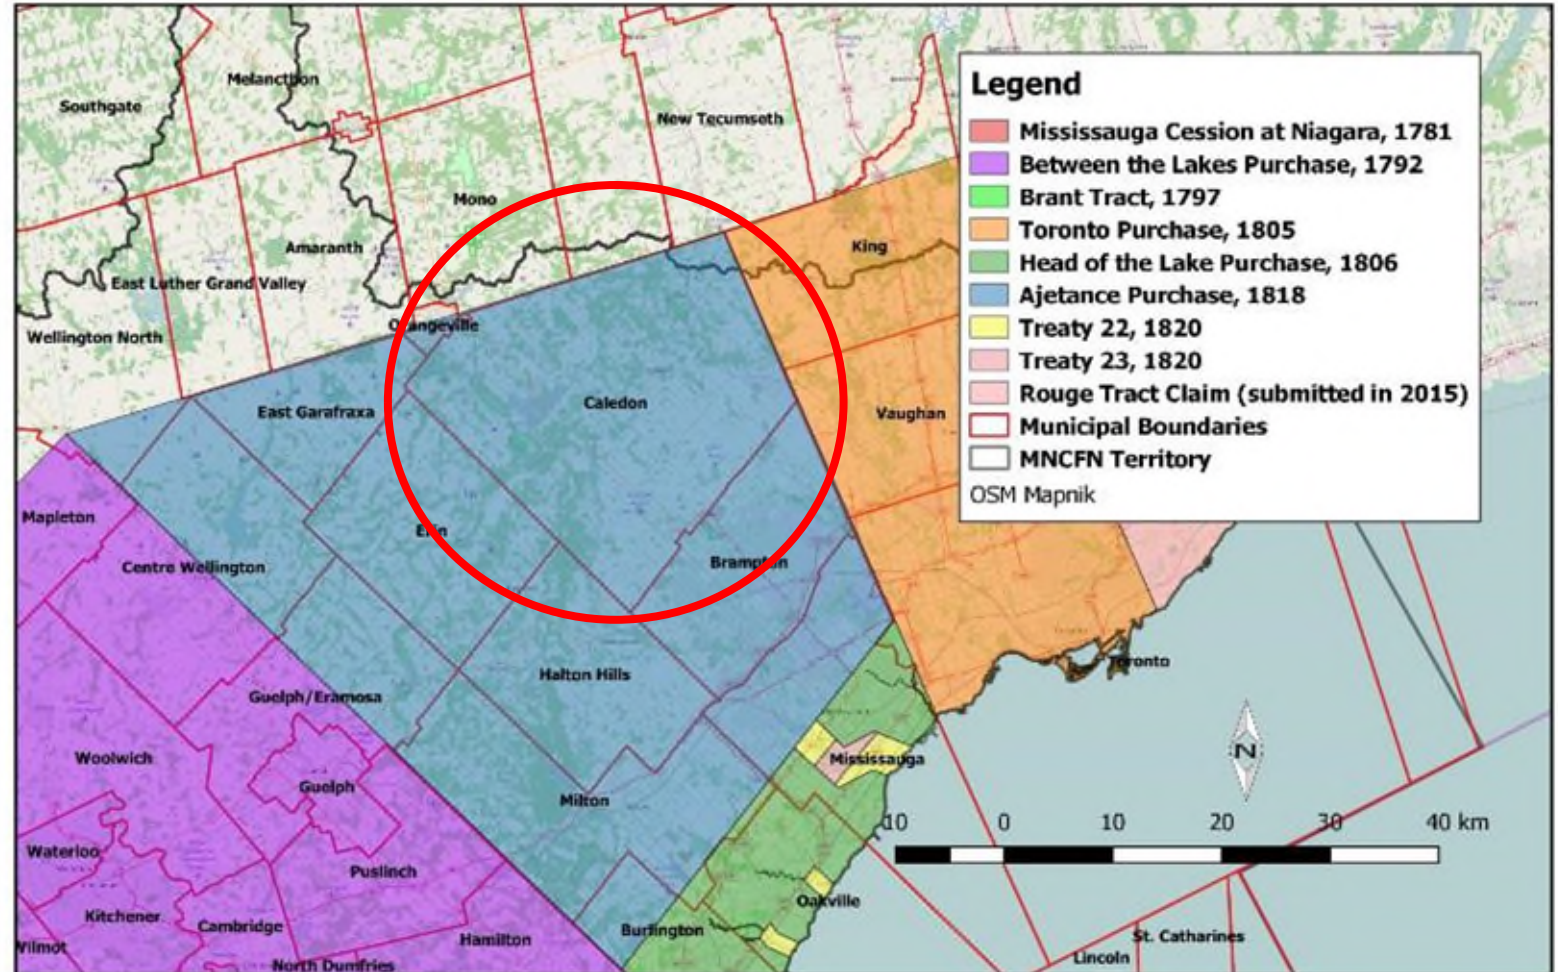 Melancthon
Southgate
New Tecumseth
Mono
Amaranth
King
East Luther Grand Valley
Orangeville
Wellington North
East Garafraxa
Caledon
Vaughan
Mapleton
Erin
Centre Wellington
Brampton
Toronto
Halton Hills
Guelph/Eramosa
Woolwich
Mississauga
Guelph
Milton
Waterloo
Puslinch
Oakville
Kitchener
Cambridge
Burlington
Hamilton
St. Catharines
Wilmot
Lincoln
North Dumfries
Legend
Mississauga Cession at Niagara, 1781
Between the Lakes Purchase, 1792
Brant Tract, 1797
Toronto Purchase, 1805
Head of the Lake Purchase, 1806
Ajetance Purchase, 1818
Treaty 22, 1820
Treaty 23, 1820
Rouge Tract Claim (submitted in 2015)
Municipal Boundaries
MNCFN Territory
OSM Mapnik
N
10 0 10 20 30 40 km